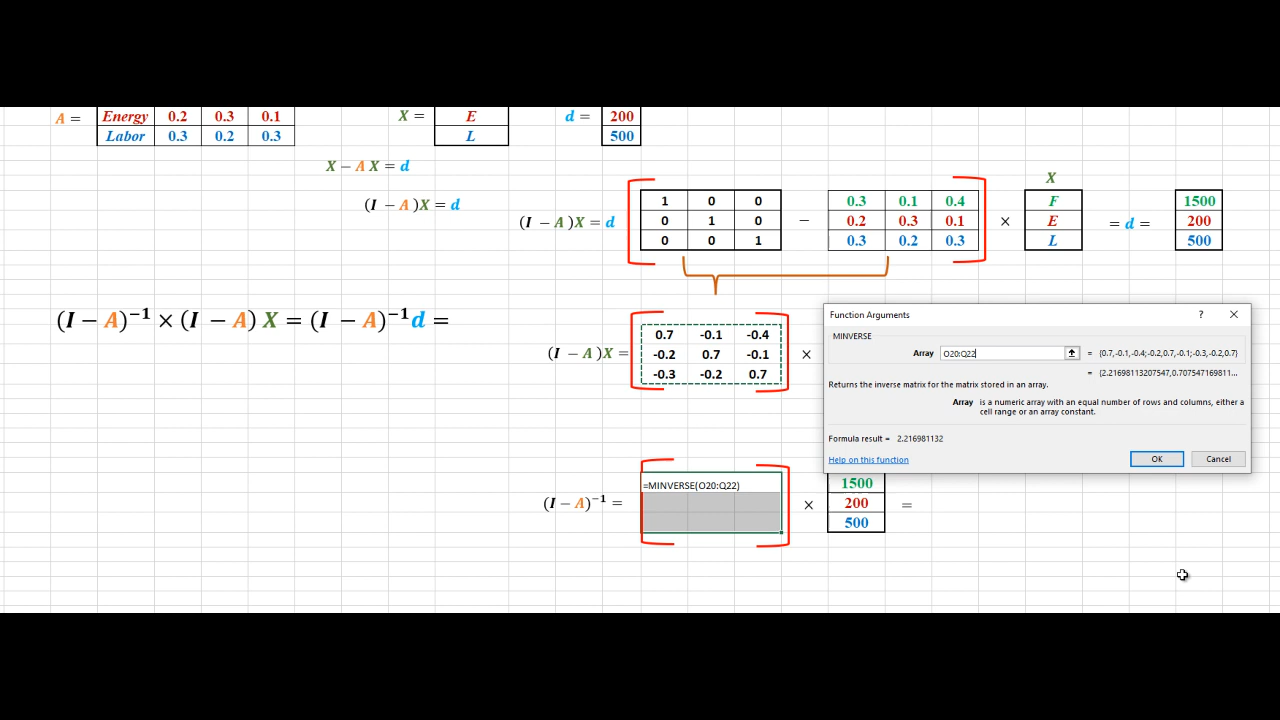 A = Energy 0.2 0.3 0.1 X = E d = 200
Labor 0.3 0.2 0.3 L 500
X − A X = d
X
(I − A )X = d
(I − A )X = d 1 0 0 − 0.3 0.1 0.4 × F = d = 1500
0 1 0 0.2 0.3 0.1 E 200
0 0 1 0.3 0.2 0.3 L 500
(I − A)⁻¹ × (I − A) X = (I − A)⁻¹d =
(I − A )X = 0.7 -0.1 -0.4 ×
-0.2 0.7 -0.1
-0.3 -0.2 0.7
Function Arguments ? ×
MINVERSE
Array O20:Q22 = {0.7,-0.1,-0.4;-0.2,0.7,-0.1;-0.3,-0.2,0.7}
= {2.21698113207547,0.707547169811...
Returns the inverse matrix for the matrix stored in an array.
Array is a numeric array with an equal number of rows and columns, either a
cell range or an array constant.
Formula result = 2.216981132
Help on this function OK Cancel
(I − A)⁻¹ = =MINVERSE(O20:Q22) × 1500 =
200
500